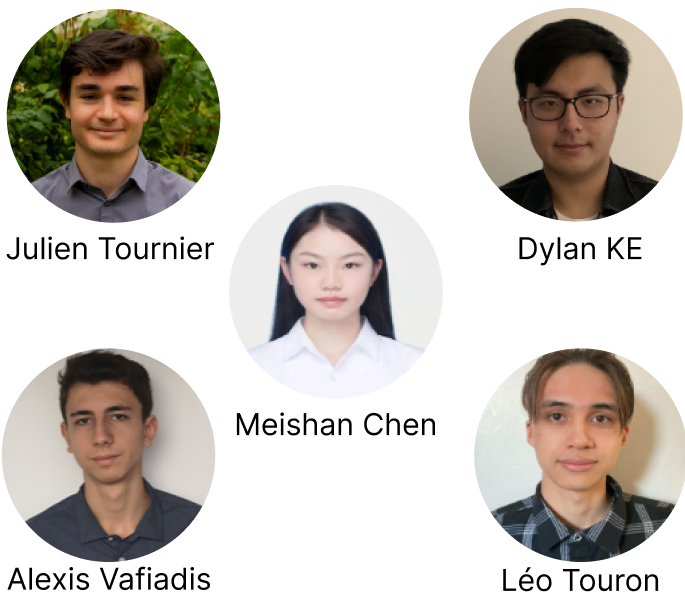 Julien Tournier
Dylan KE
Meishan Chen
Alexis Vafiadis
Léo Touron